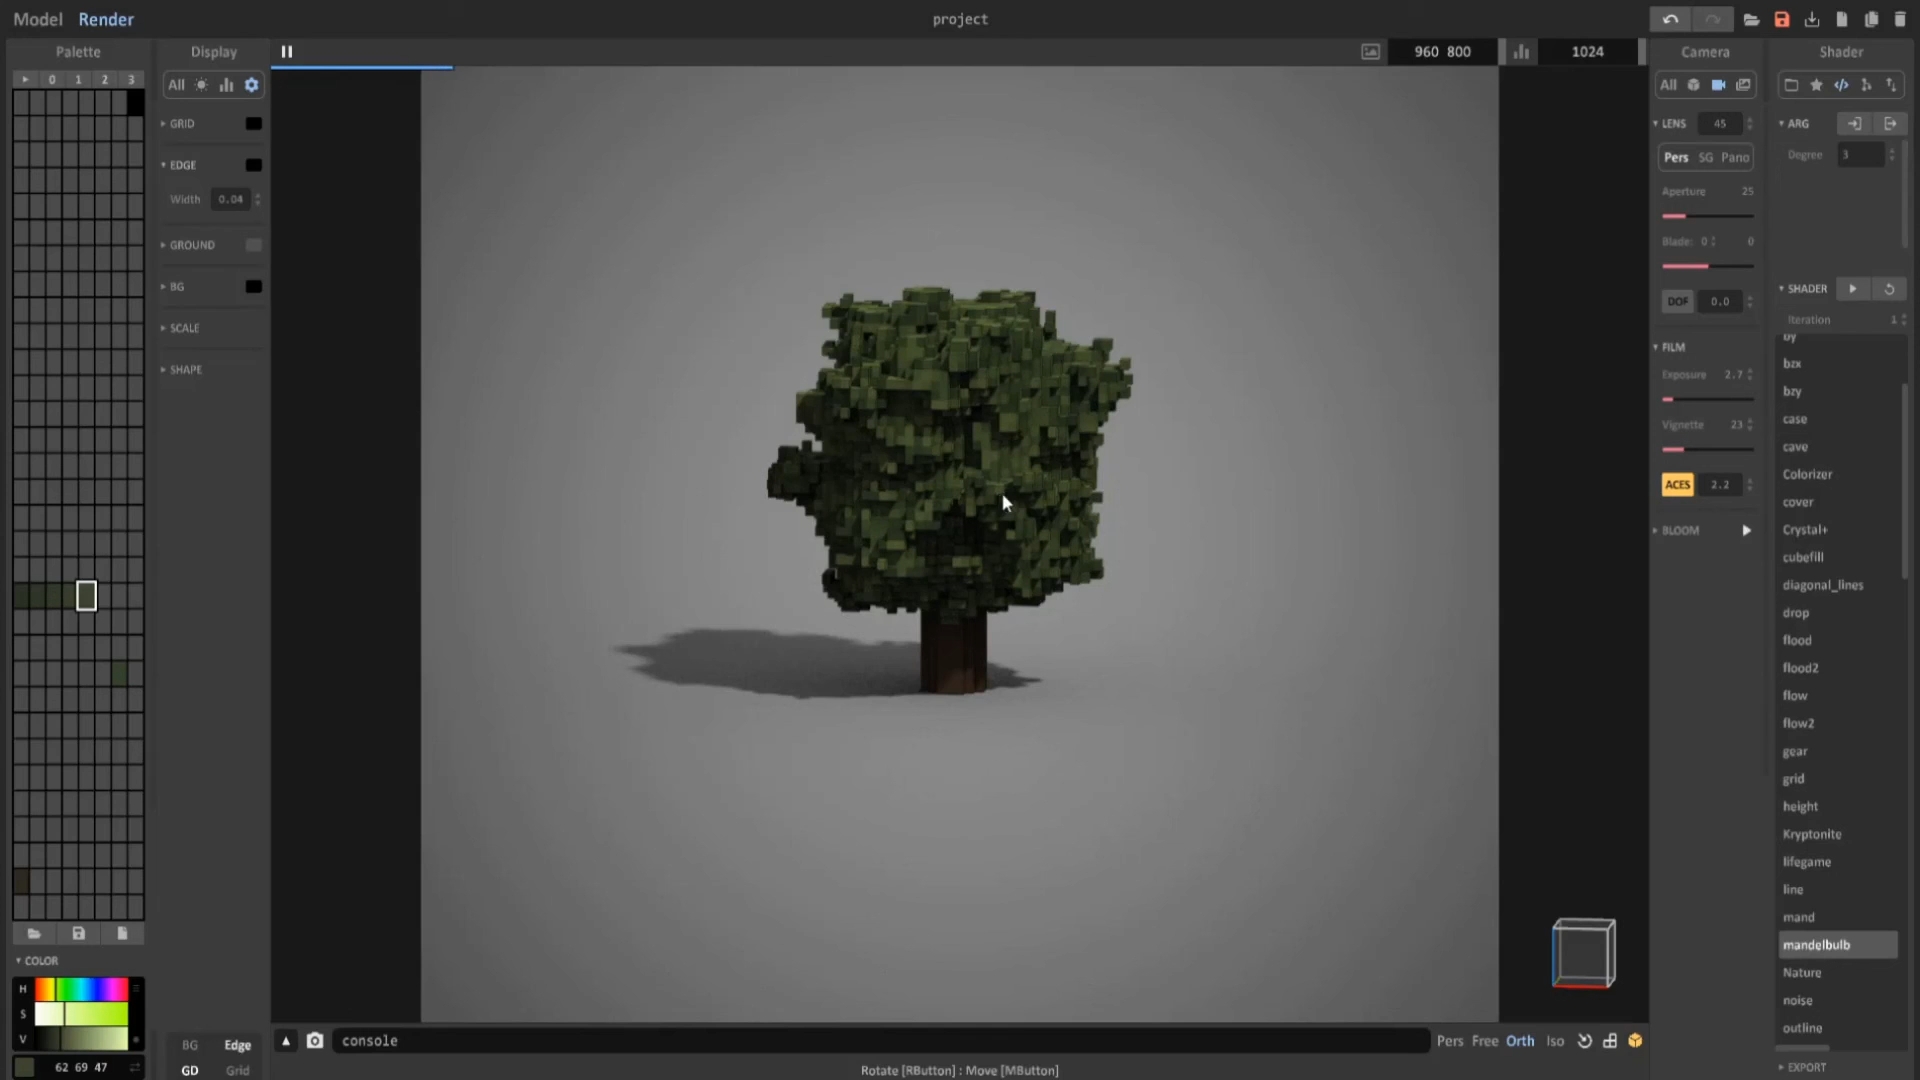 Model Render
project
Palette
0 1 2 3
COLOR
H
S
V
62 69 47
Display
All
GRID
EDGE
Width 0.04
GROUND
BG
SCALE
SHAPE
BG Edge
GD Grid
960 800
1024
console
Pers Free Orth Iso
Rotate [RButton] : Move [MButton]
Camera
All
LENS 45
Pers SG Pano
Aperture 25
Blade: 0 0
DOF 0.0
FILM
Exposure 2.7
Vignette 23
ACES 2.2
BLOOM
Shader
ARG
Degree 3
SHADER
Iteration 1
by
bzx
bzy
case
cave
Colorizer
cover
Crystal+
cubefill
diagonal_lines
drop
flood
flood2
flow
flow2
gear
grid
height
Kryptonite
lifegame
line
mand
mandelbulb
Nature
noise
outline
EXPORT